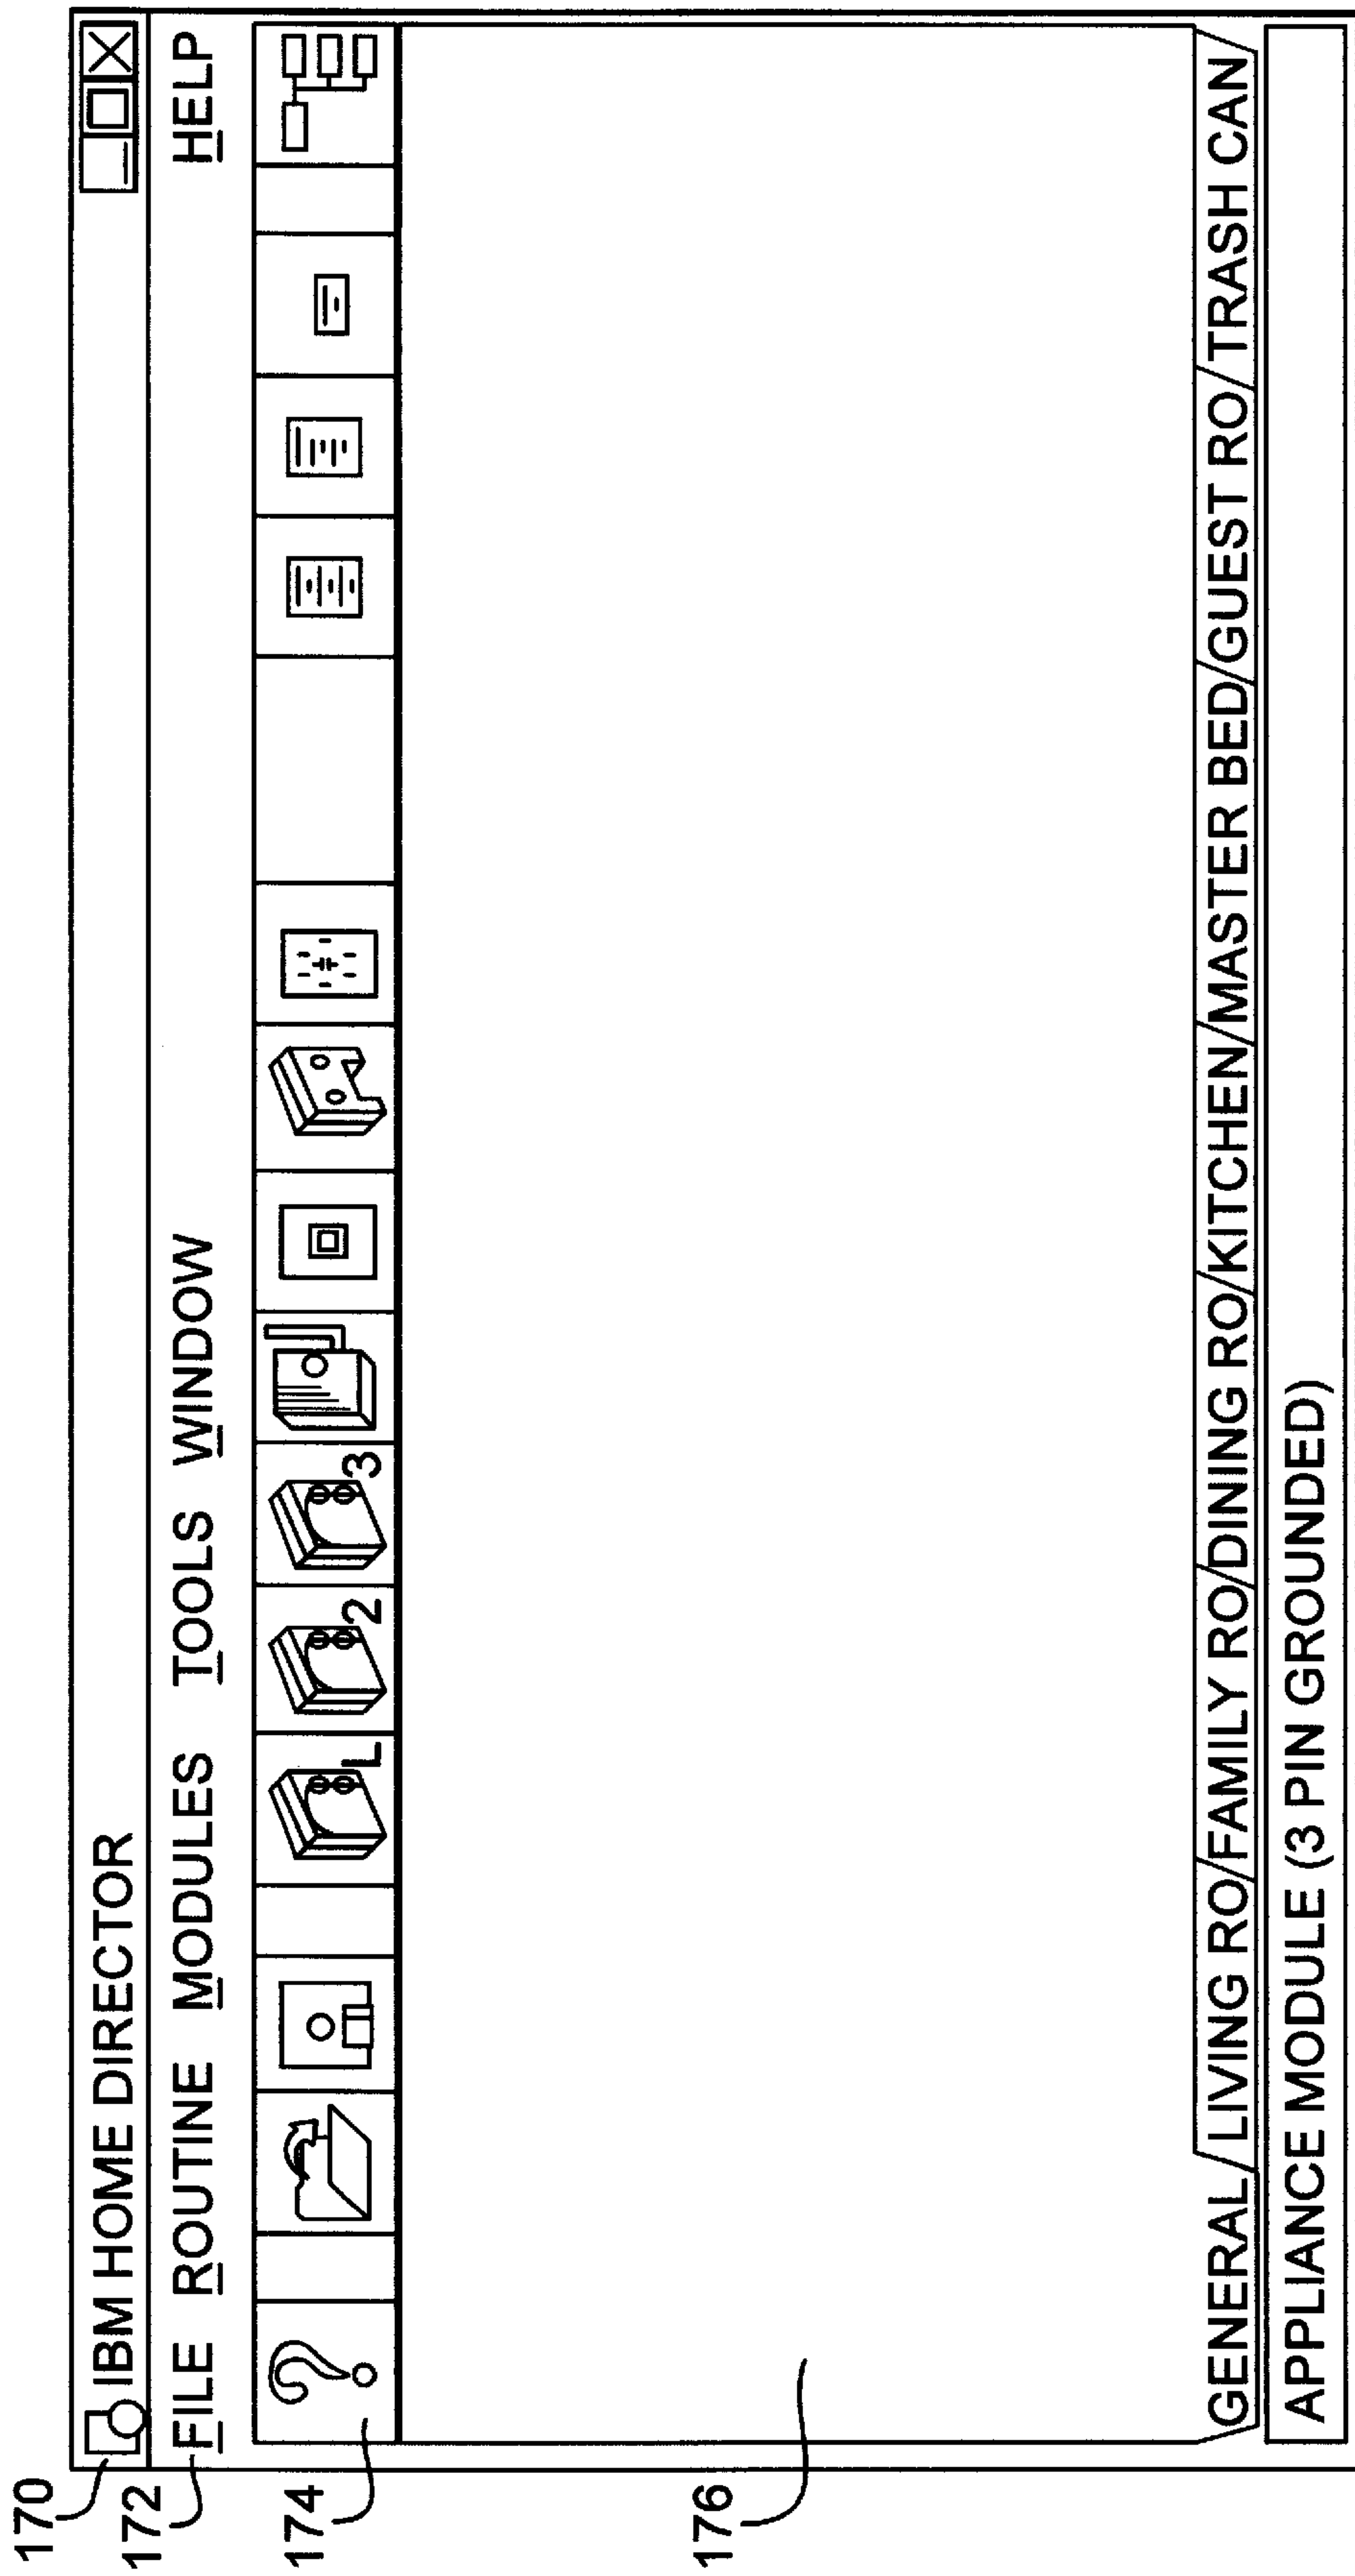 170
IBM HOME DIRECTOR
172
FILE ROUTINE MODULES TOOLS WINDOW HELP
174
? L 2 3
176
GENERAL/ LIVING RO/FAMILY RO/DINING RO/KITCHEN/MASTER BED/GUEST RO/TRASH CAN/
APPLIANCE MODULE (3 PIN GROUNDED)